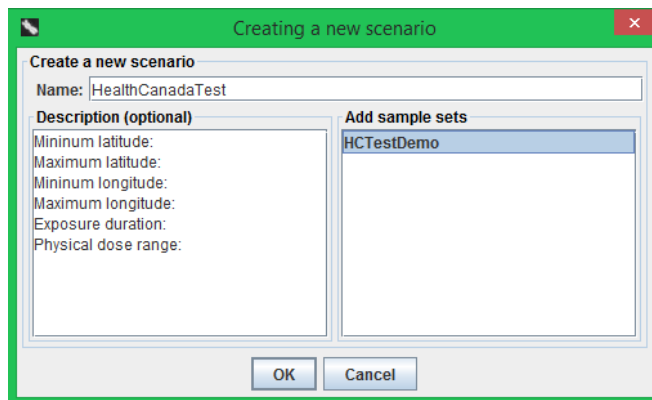 Creating a new scenario
Create a new scenario
Name: HealthCanadaTest
Description (optional)
Mininum latitude:
Maximum latitude:
Mininum longitude:
Maximum longitude:
Exposure duration:
Physical dose range:
Add sample sets
HCTestDemo
OK
Cancel